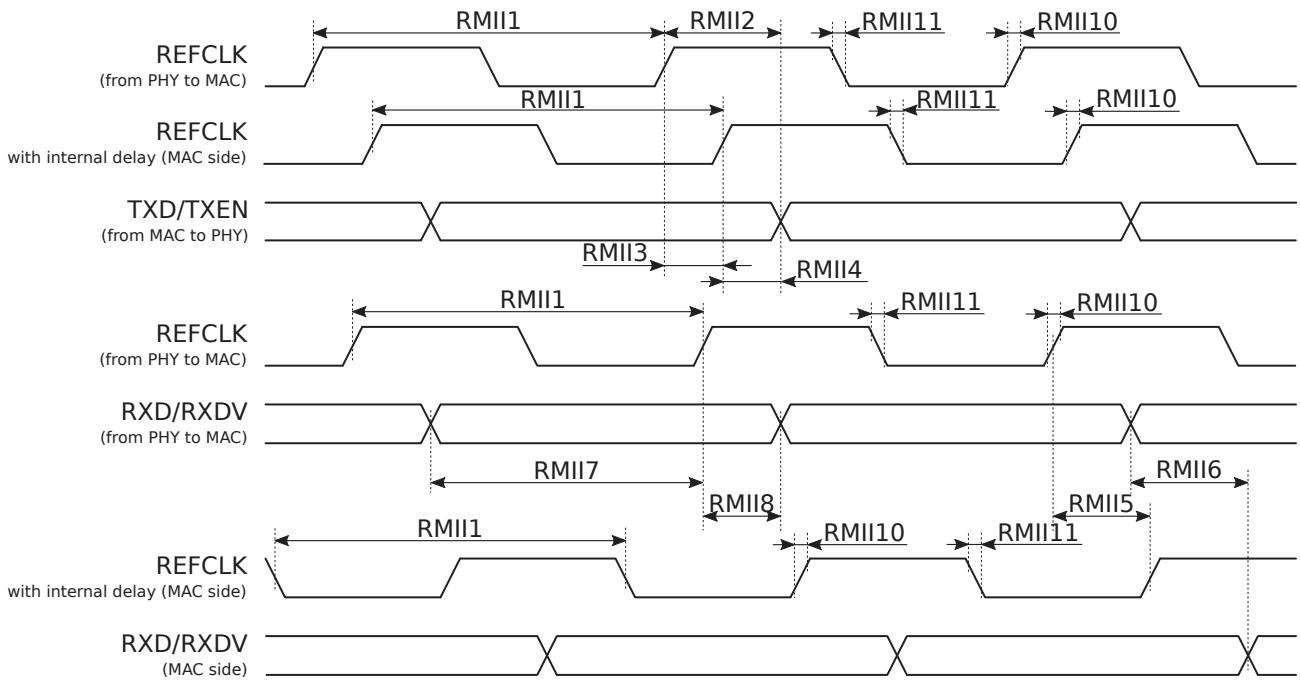 RMII1 RMII2 RMII11 RMII10
REFCLK
(from PHY to MAC)
RMII1 RMII11 RMII10
REFCLK
with internal delay (MAC side)
TXD/TXEN
(from MAC to PHY)
RMII3
RMII4
RMII1 RMII11 RMII10
REFCLK
(from PHY to MAC)
RXD/RXDV
(from PHY to MAC)
RMII7 RMII6
RMII8 RMII5
RMII1 RMII10 RMII11
REFCLK
with internal delay (MAC side)
RXD/RXDV
(MAC side)